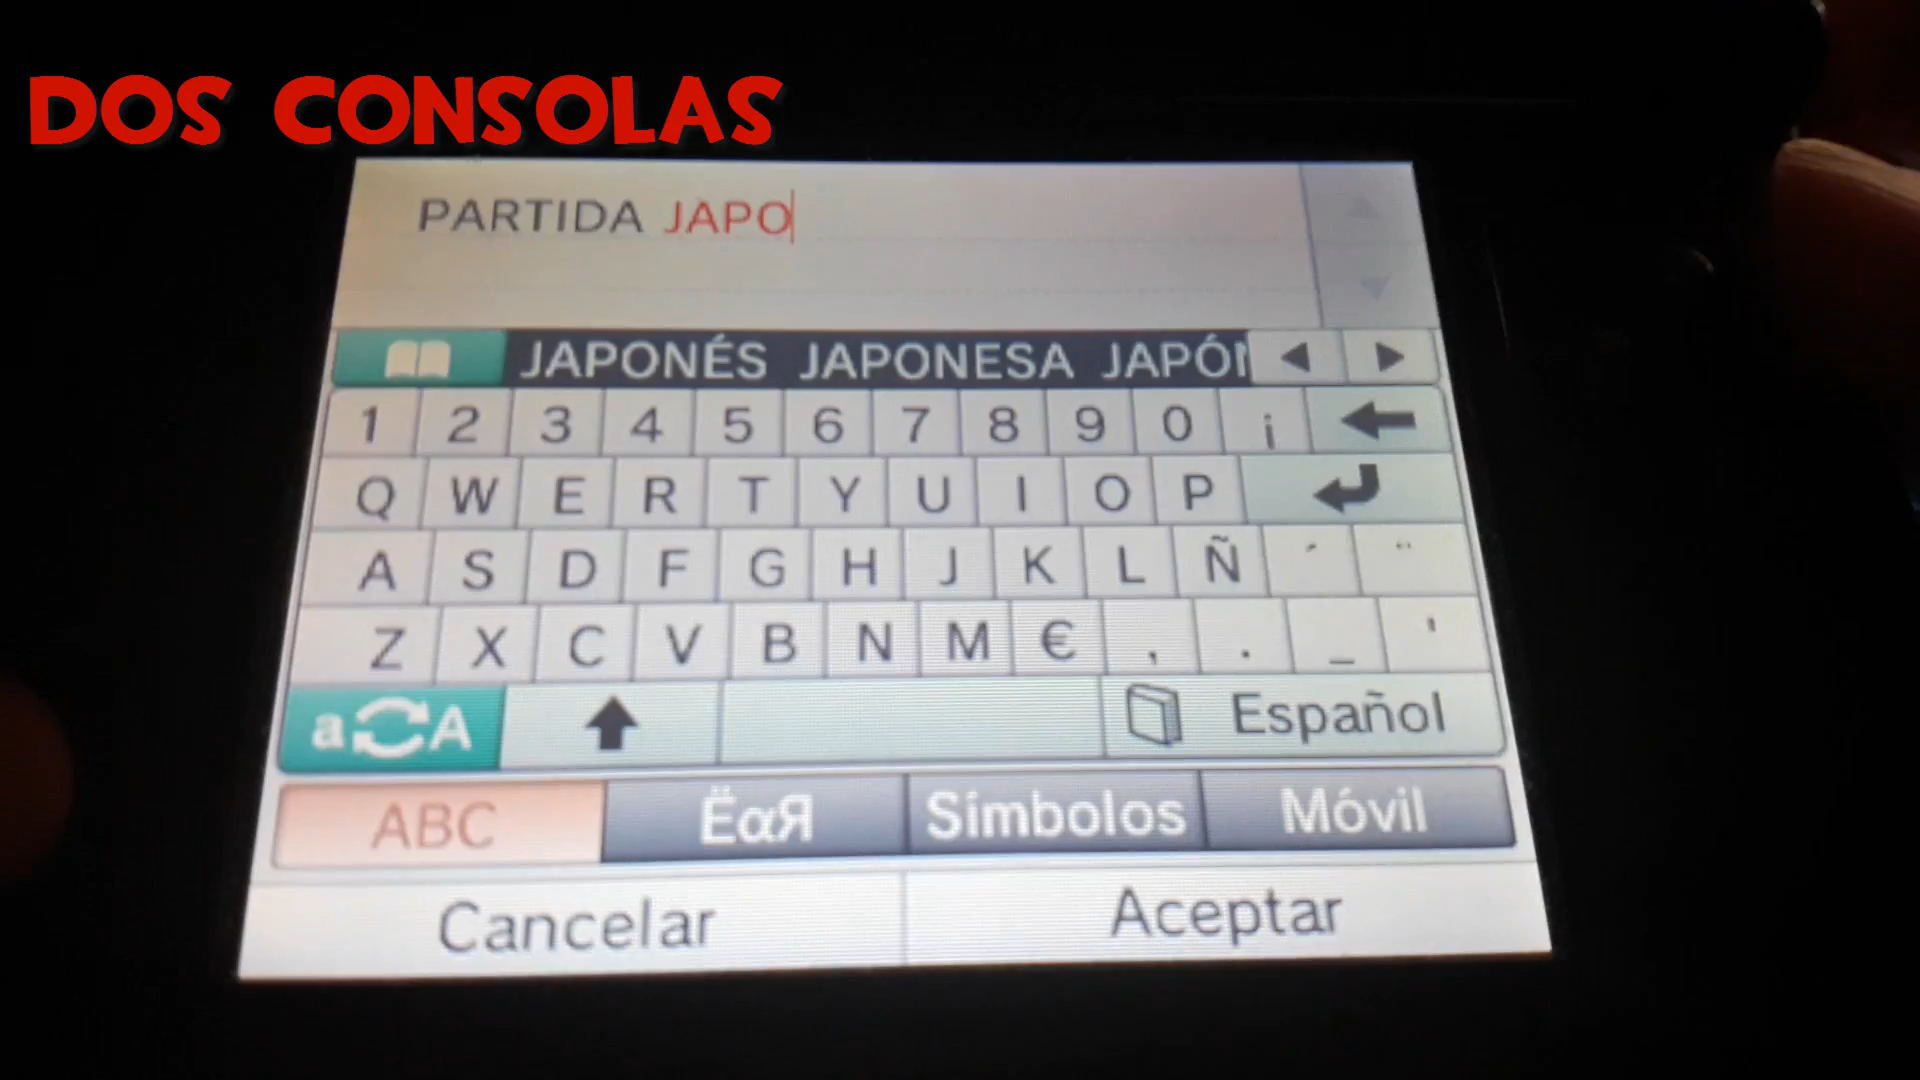 DOS CONSOLAS
PARTIDA JAPO
JAPONÉS JAPONESA JAPÓN
1 2 3 4 5 6 7 8 9 0 ¡
Q W E R T Y U I O P
A S D F G H J K L Ñ ´ ¨
Z X C V B N M € , . _ '
a A Español
ABC ËαЯ Símbolos Móvil
Cancelar Aceptar